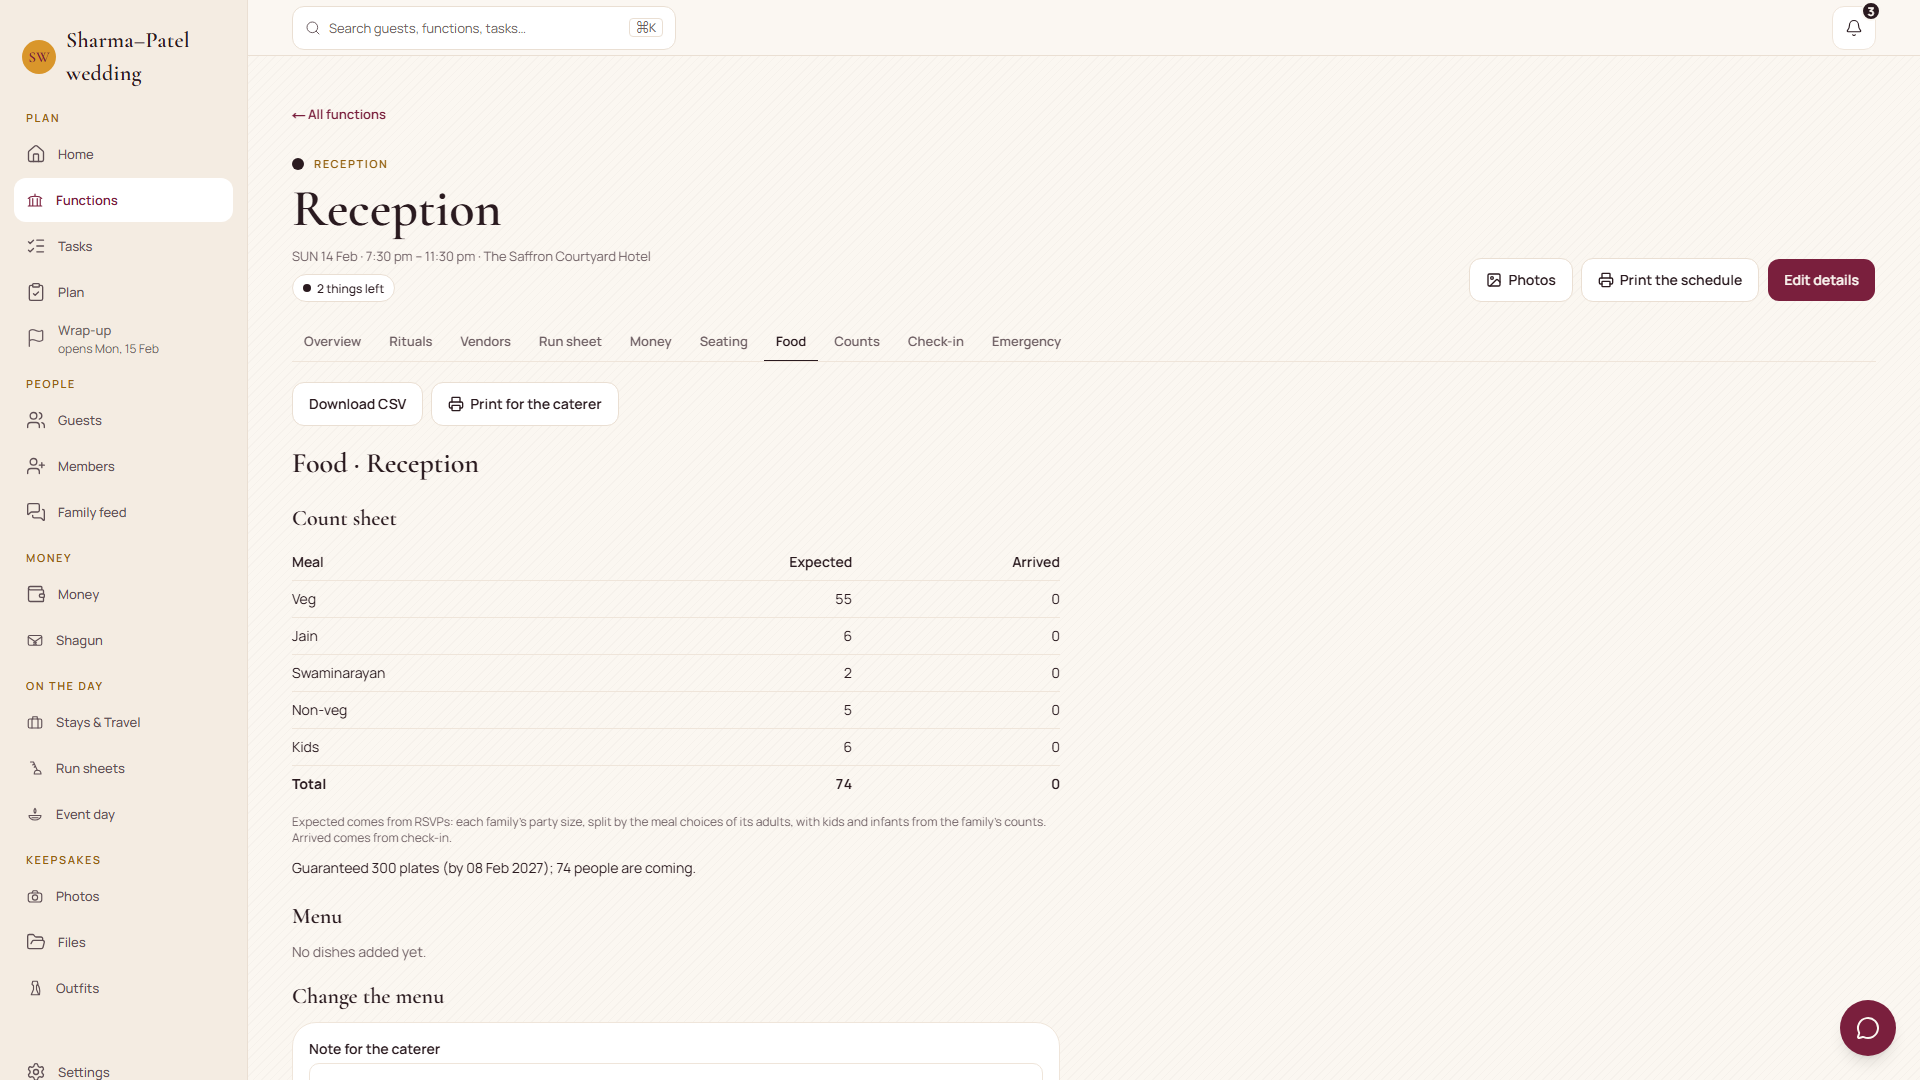 SW
Sharma–Patel
wedding
PLAN
Home
Functions
Tasks
Plan
Wrap-up
opens Mon, 15 Feb
PEOPLE
Guests
Members
Family feed
MONEY
Money
Shagun
ON THE DAY
Stays & Travel
Run sheets
Event day
KEEPSAKES
Photos
Files
Outfits
Settings
Search guests, functions, tasks… ⌘K
3
← All functions
RECEPTION
Reception
SUN 14 Feb · 7:30 pm – 11:30 pm · The Saffron Courtyard Hotel
2 things left
Photos Print the schedule Edit details
Overview Rituals Vendors Run sheet Money Seating Food Counts Check-in Emergency
Download CSV Print for the caterer
Food · Reception
Count sheet
Meal Expected Arrived
Veg 55 0
Jain 6 0
Swaminarayan 2 0
Non-veg 5 0
Kids 6 0
Total 74 0
Expected comes from RSVPs: each family's party size, split by the meal choices of its adults, with kids and infants from the family's counts.
Arrived comes from check-in.
Guaranteed 300 plates (by 08 Feb 2027); 74 people are coming.
Menu
No dishes added yet.
Change the menu
Note for the caterer